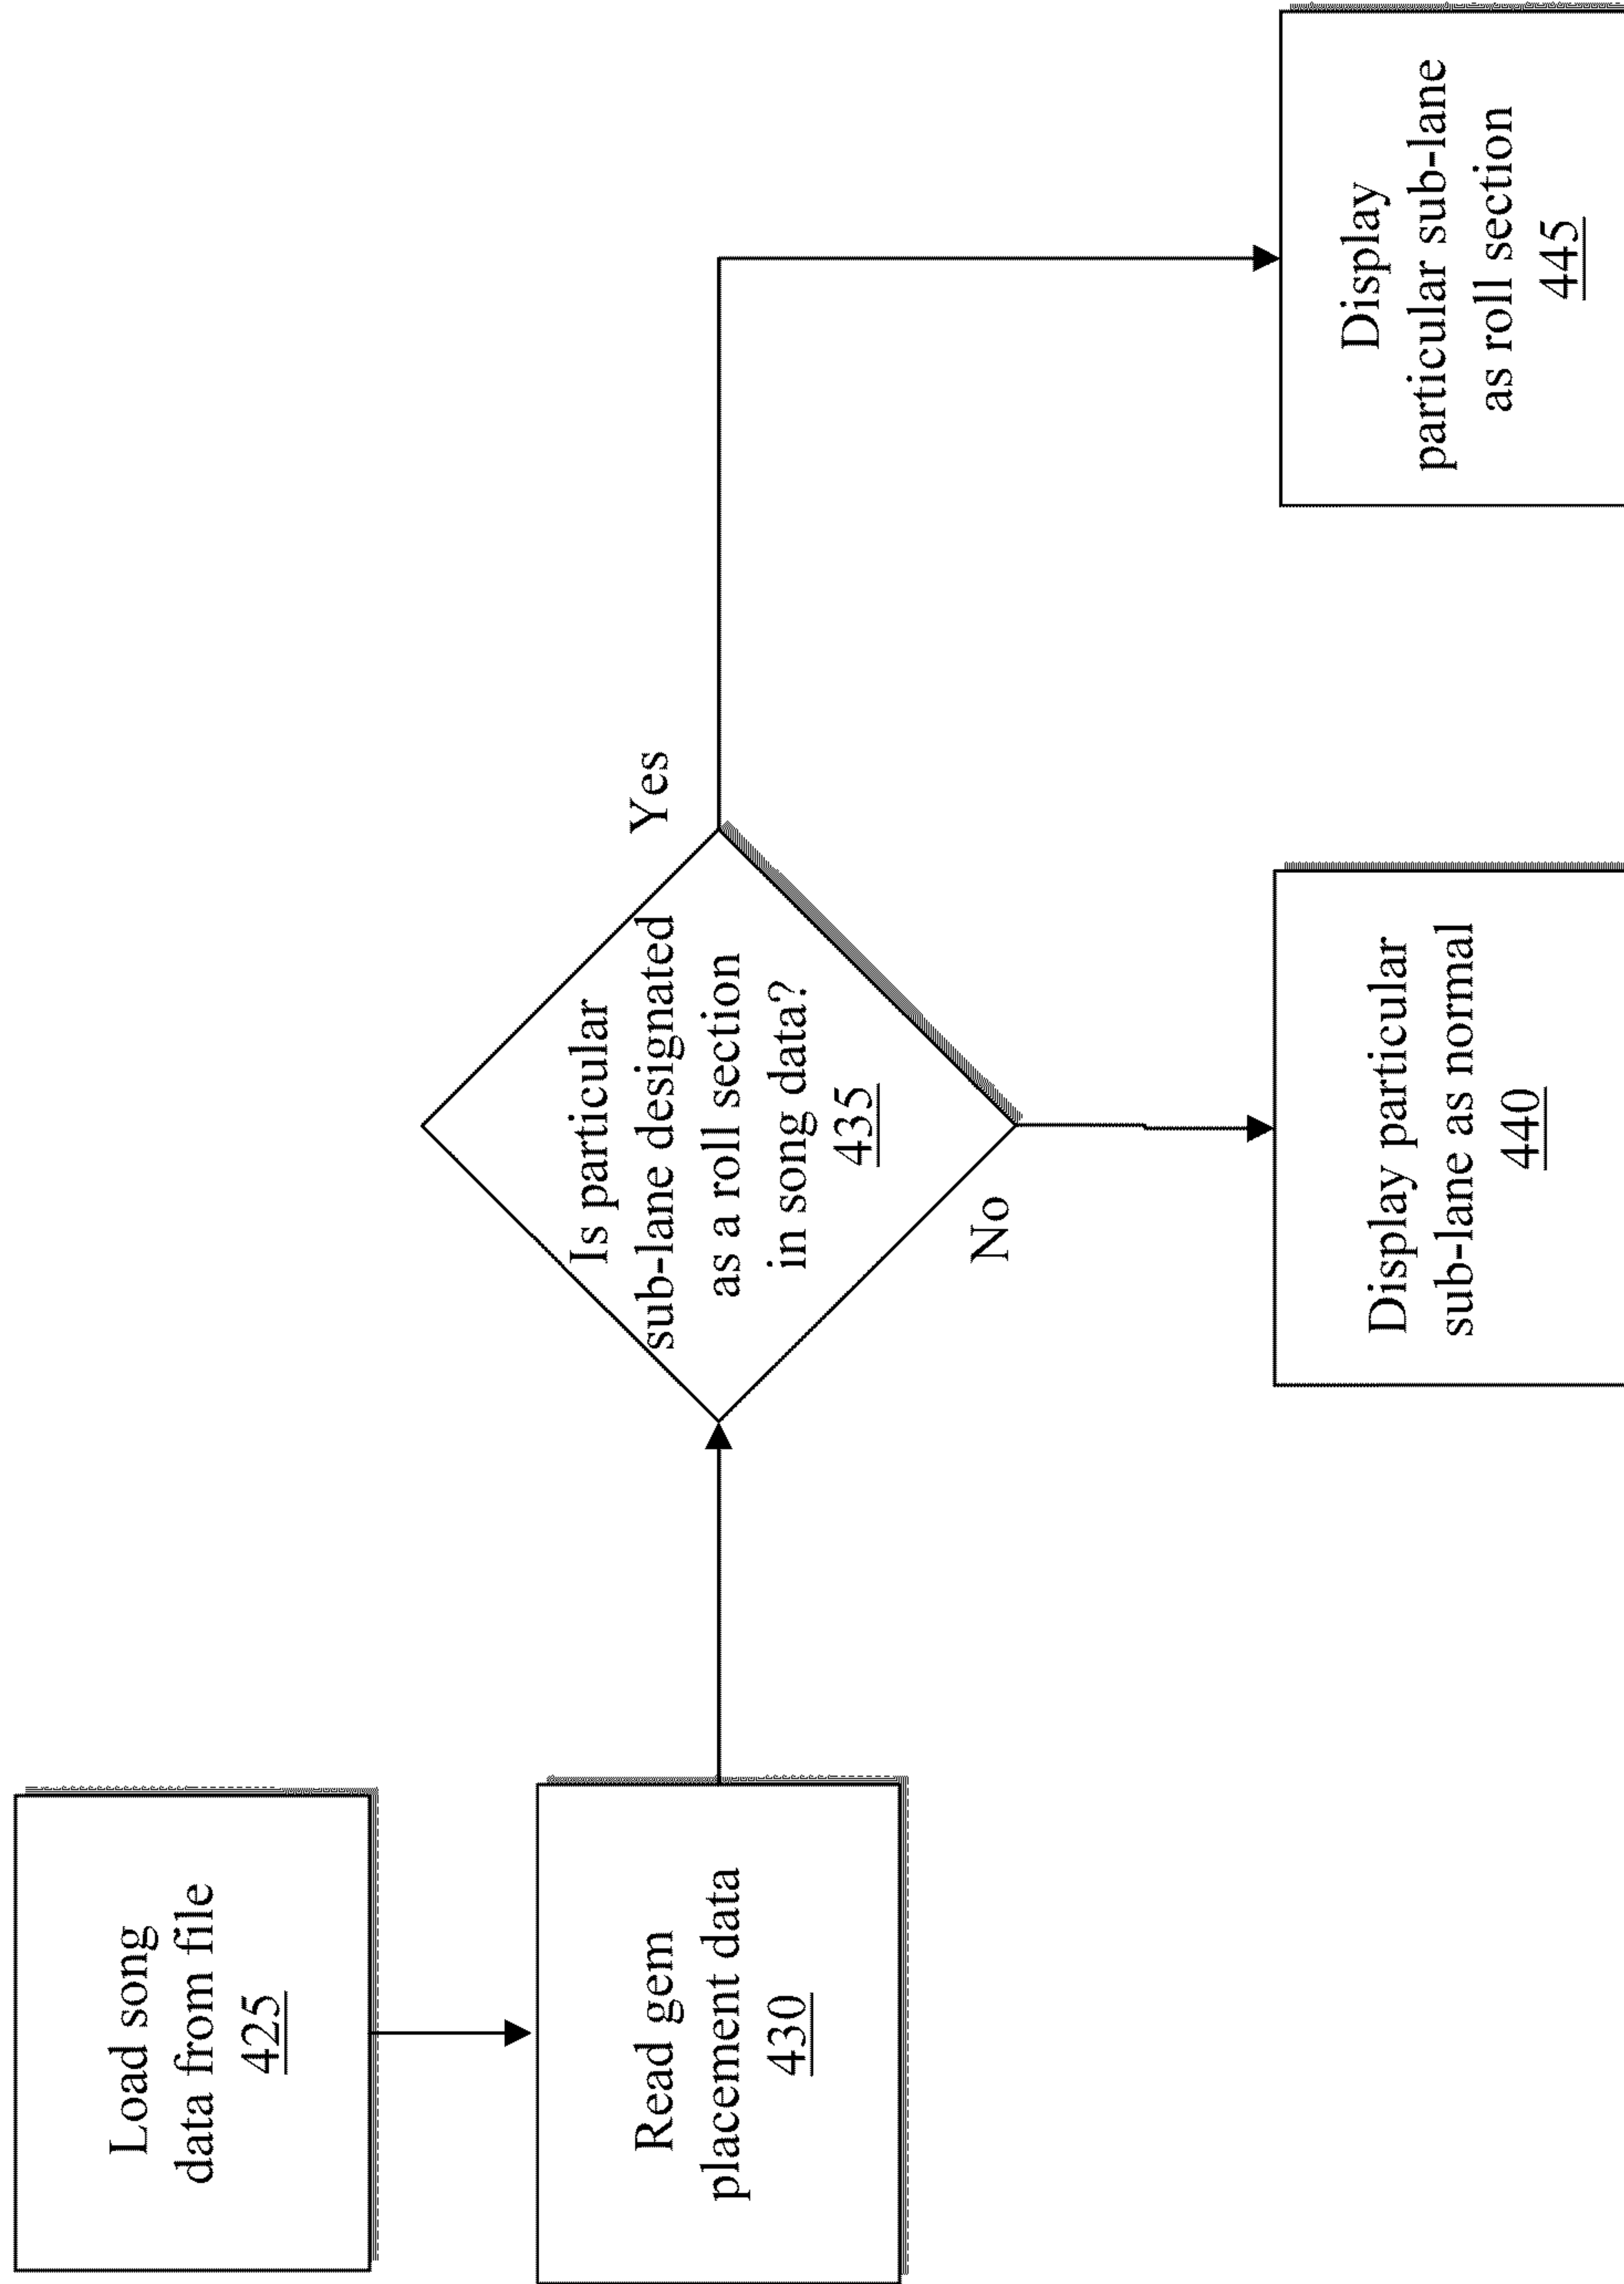 Load song
data from file
425
Read gem
placement data
430
Is particular
sub-lane designated
as a roll section
in song data?
435
Yes
No
Display particular
sub-lane as normal
440
Display
particular sub-lane
as roll section
445